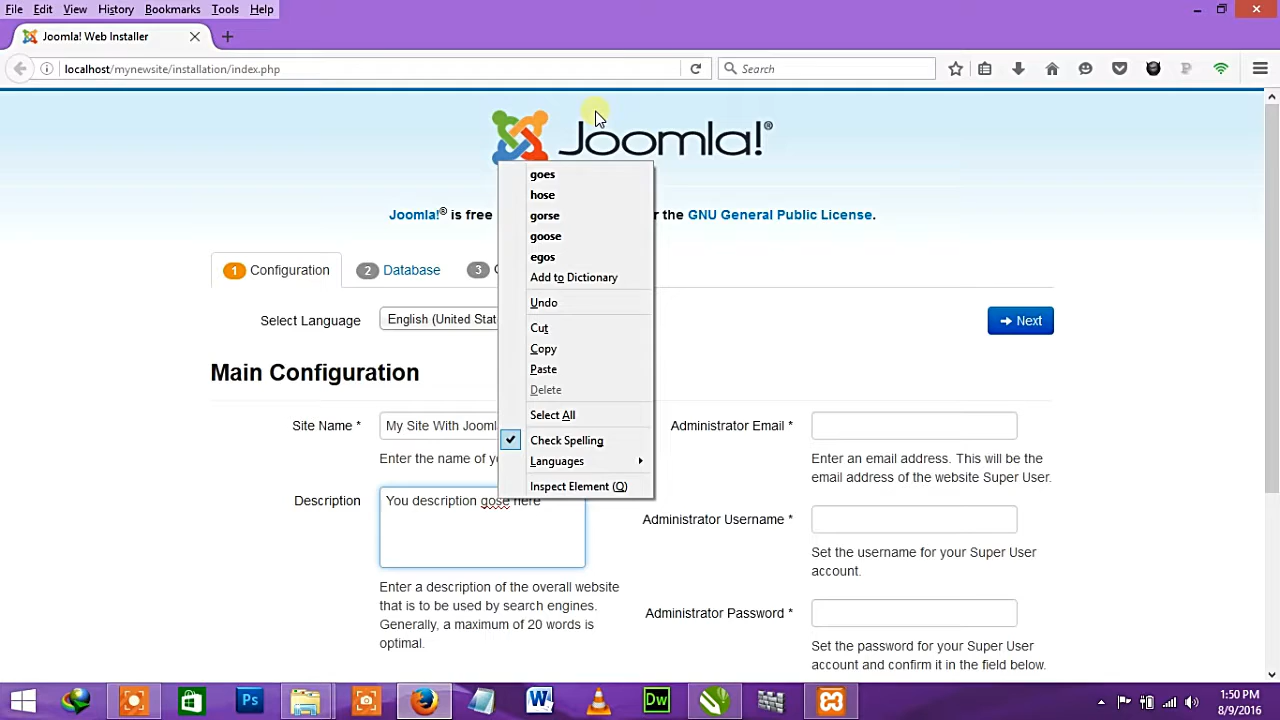 File Edit View History Bookmarks Tools Help
Joomla! Web Installer
localhost/mynewsite/installation/index.php
Search
Joomla!®
Joomla!® is free
r the GNU General Public License.
goes
hose
gorse
goose
egos
Add to Dictionary
Undo
Cut
Copy
Paste
Delete
Select All
Check Spelling
Languages
Inspect Element (Q)
1 Configuration
2 Database
3
Select Language
English (United Stat
Next
Main Configuration
Site Name *
My Site With Jooml
Enter the name of yo
Description
You description gose here
Enter a description of the overall website
that is to be used by search engines.
Generally, a maximum of 20 words is
optimal.
Administrator Email *
Enter an email address. This will be the
email address of the website Super User.
Administrator Username *
Set the username for your Super User
account.
Administrator Password *
Set the password for your Super User
account and confirm it in the field below.
Ps
W
Dw
1:50 PM
8/9/2016